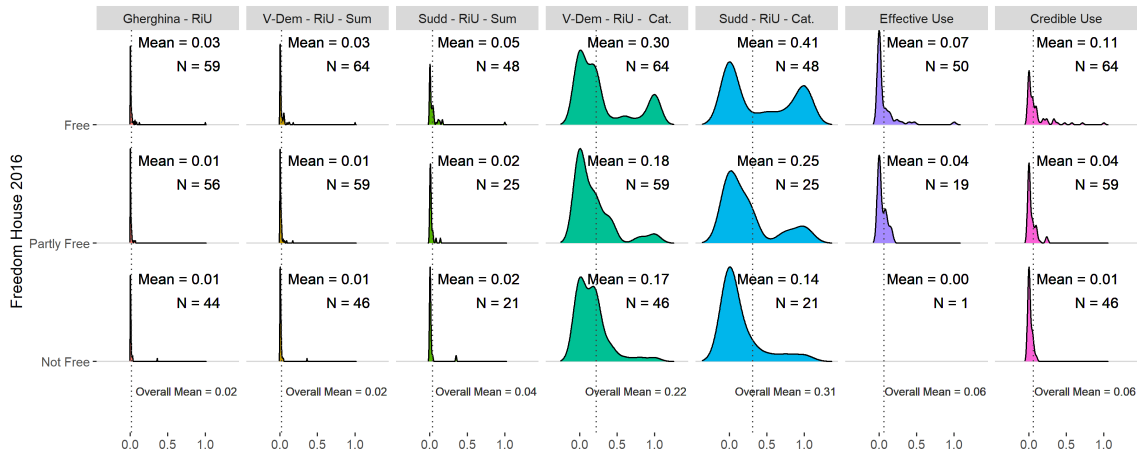 Gherghina - RiU V-Dem - RiU - Sum Sudd - RiU - Sum V-Dem - RiU -  Cat. Sudd - RiU - Cat. Effective Use Credible Use
Mean = 0.03 Mean = 0.03 Mean = 0.05 Mean = 0.30 Mean = 0.41 Mean = 0.07 Mean = 0.11
N = 59 N = 64 N = 48 N = 64 N = 48 N = 50 N = 64
Free
Mean = 0.01 Mean = 0.01 Mean = 0.02 Mean = 0.18 Mean = 0.25 Mean = 0.04 Mean = 0.04
N = 56 N = 59 N = 25 N = 59 N = 25 N = 19 N = 59
Partly Free
Mean = 0.01 Mean = 0.01 Mean = 0.02 Mean = 0.17 Mean = 0.14 Mean = 0.00 Mean = 0.01
N = 44 N = 46 N = 21 N = 46 N = 21 N = 1 N = 46
Not Free
Overall Mean = 0.02 Overall Mean = 0.02 Overall Mean = 0.04 Overall Mean = 0.22 Overall Mean = 0.31 Overall Mean = 0.06 Overall Mean = 0.06
0.0 0.5 1.0 0.0 0.5 1.0 0.0 0.5 1.0 0.0 0.5 1.0 0.0 0.5 1.0 0.0 0.5 1.0 0.0 0.5 1.0
Freedom House 2016